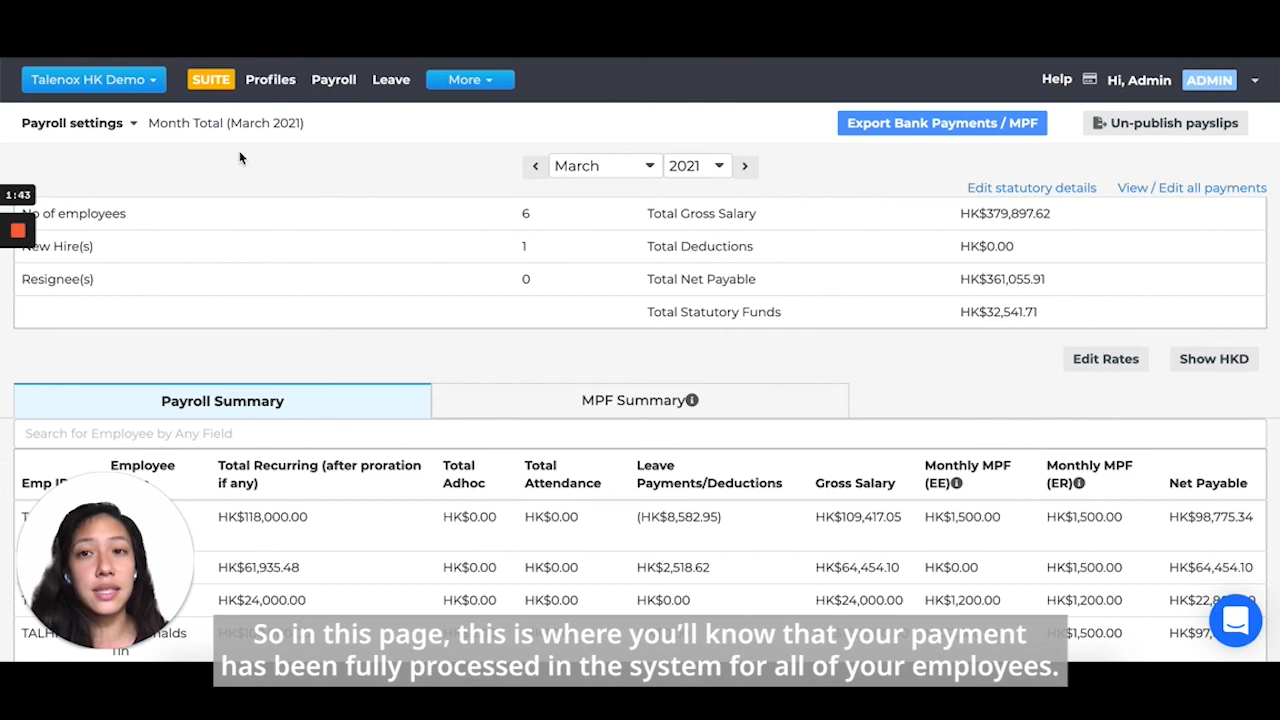 Talenox HK Demo SUITE Profiles Payroll Leave More Help Hi, Admin ADMIN
Payroll settings Month Total (March 2021) Export Bank Payments / MPF Un-publish payslips
March 2021
Edit statutory details View / Edit all payments
1:43
No of employees 6 Total Gross Salary HK$379,897.62
New Hire(s) 1 Total Deductions HK$0.00
Resignee(s) 0 Total Net Payable HK$361,055.91
Total Statutory Funds HK$32,541.71
Edit Rates Show HKD
Payroll Summary MPF Summary
Search for Employee by Any Field
Emp Employee Total Recurring (after proration if any) Total Adhoc Total Attendance Leave Payments/Deductions Gross Salary Monthly MPF (EE) Monthly MPF (ER) Net Payable
HK$118,000.00 HK$0.00 HK$0.00 (HK$8,582.95) HK$109,417.05 HK$1,500.00 HK$1,500.00 HK$98,775.34
HK$61,935.48 HK$0.00 HK$0.00 HK$2,518.62 HK$64,454.10 HK$0.00 HK$1,500.00 HK$64,454.10
HK$24,000.00 HK$0.00 HK$0.00 HK$0.00 HK$24,000.00 HK$1,200.00 HK$1,200.00
So in this page, this is where you’ll know that your payment
has been fully processed in the system for all of your employees.